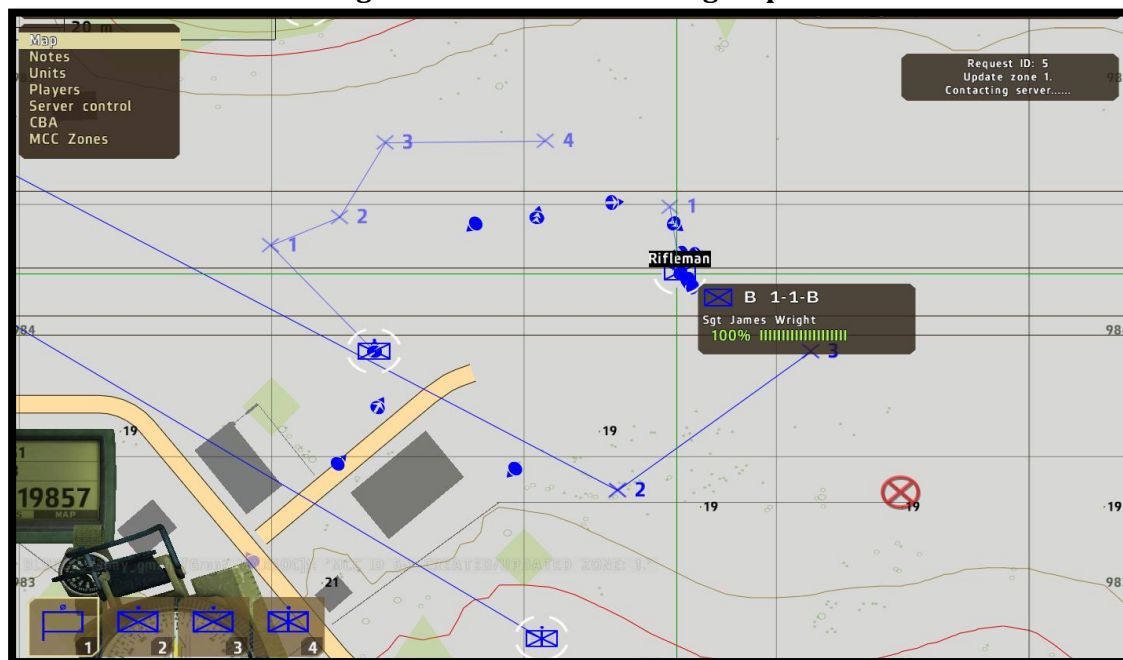 20 m
Map
Notes
Units
Players
Server control
CBA
MCC Zones
Request ID: 5
Update zone 1.
Contacting server......
98
3
4
2
1
1
Rifleman
B 1-1-B
Sgt James Wright
100%
984
98
3
19
19
2
19
19
19
19857
MAP
983
21
98
1
2
3
4